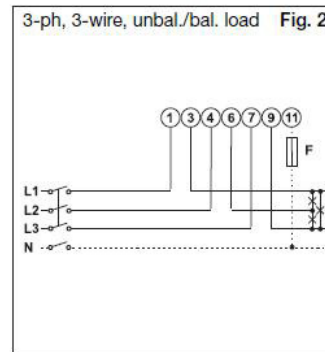 3-ph, 3-wire, unbal./bal. load Fig. 2
1 3 4 6 7 9 11
F
L1
L2
L3
N